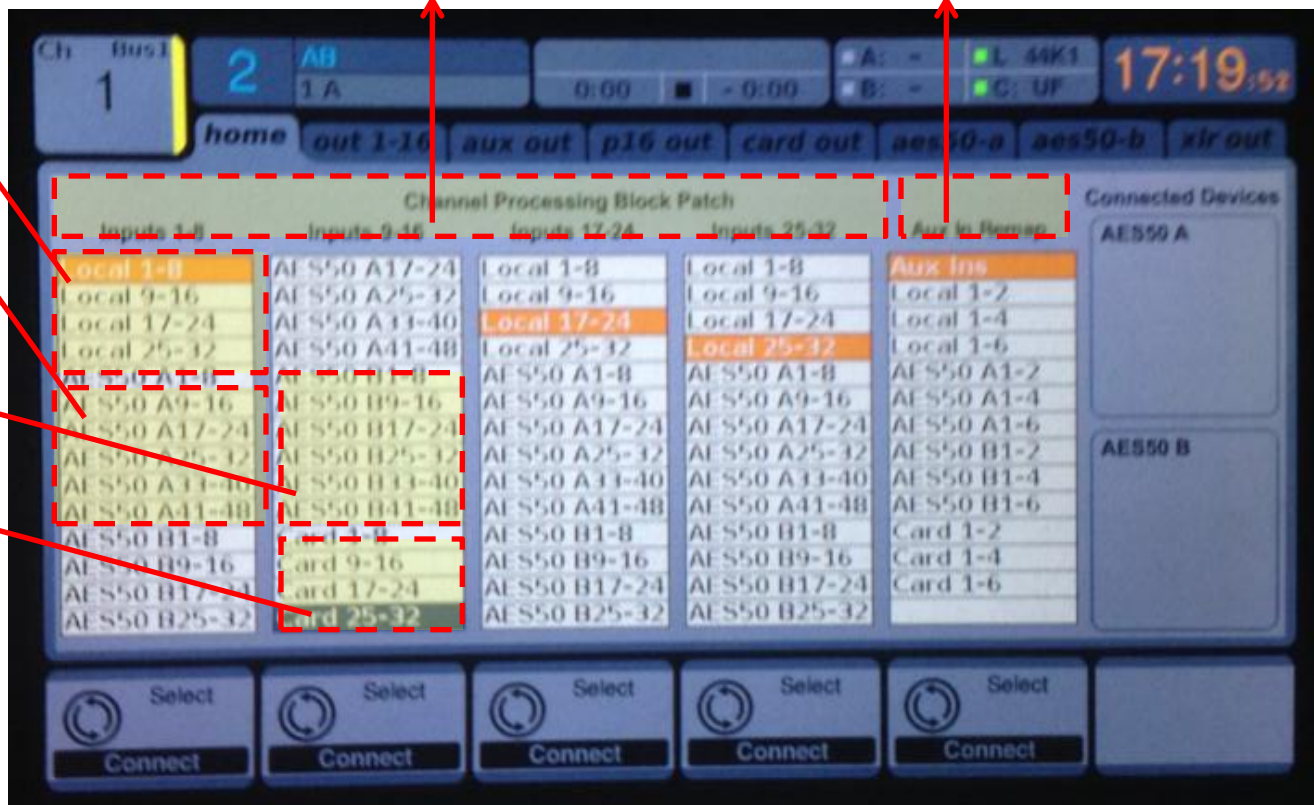 Ch Bus1
1
2
AB
1 A
0:00 - 0:00
A: -
B: -
L 44K1
C: UF
17:19:52
home out 1-16 aux out p16 out card out aes50-a aes50-b xlr out
Channel Processing Block Patch
Inputs 1-8
Local 1-8
Local 9-16
Local 17-24
Local 25-32
AES50 A1-8
AES50 A9-16
AES50 A17-24
AES50 A25-32
AES50 A33-40
AES50 A41-48
AES50 B1-8
AES50 B9-16
AES50 B17-24
AES50 B25-32
Inputs 9-16
AES50 A17-24
AES50 A25-32
AES50 A33-40
AES50 A41-48
AES50 B1-8
AES50 B9-16
AES50 B17-24
AES50 B25-32
AES50 B33-40
AES50 B41-48
Card 1-8
Card 9-16
Card 17-24
Card 25-32
Inputs 17-24
Local 1-8
Local 9-16
Local 17-24
Local 25-32
AES50 A1-8
AES50 A9-16
AES50 A17-24
AES50 A25-32
AES50 A33-40
AES50 A41-48
AES50 B1-8
AES50 B9-16
AES50 B17-24
AES50 B25-32
Inputs 25-32
Local 1-8
Local 9-16
Local 17-24
Local 25-32
AES50 A1-8
AES50 A9-16
AES50 A17-24
AES50 A25-32
AES50 A33-40
AES50 A41-48
AES50 B1-8
AES50 B9-16
AES50 B17-24
AES50 B25-32
Aux In Remap
Aux Ins
Local 1-2
Local 1-4
Local 1-6
AES50 A1-2
AES50 A1-4
AES50 A1-6
AES50 B1-2
AES50 B1-4
AES50 B1-6
Card 1-2
Card 1-4
Card 1-6
Connected Devices
AES50 A
AES50 B
Select
Connect
Select
Connect
Select
Connect
Select
Connect
Select
Connect